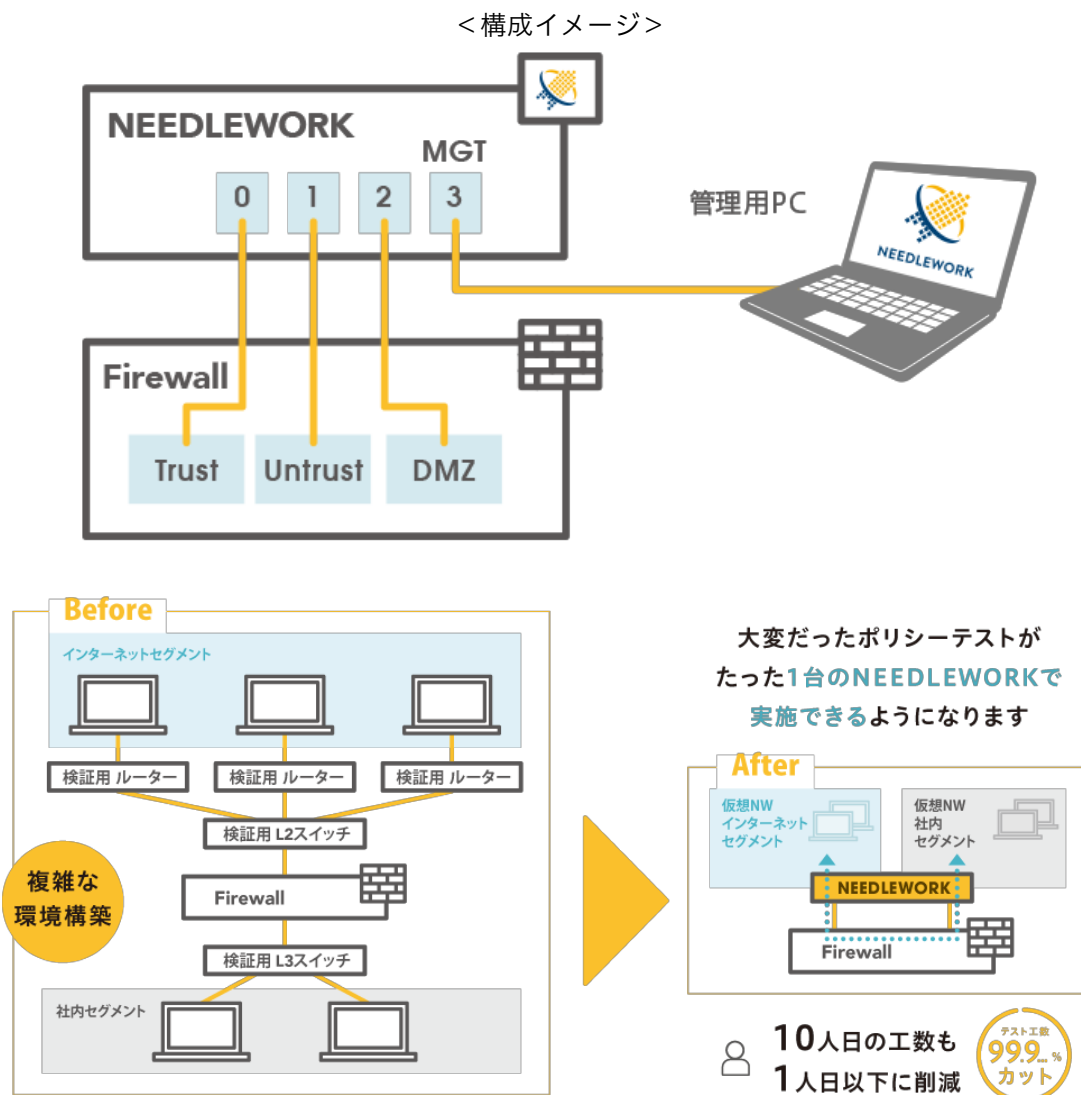 ＜構成イメージ＞
NEEDLEWORK
MGT
0 1 2 3
管理用PC
NEEDLEWORK
Firewall
Trust Untrust DMZ
Before
インターネットセグメント
検証用 ルーター 検証用 ルーター 検証用 ルーター
検証用 L2スイッチ
複雑な
環境構築
Firewall
検証用 L3スイッチ
社内セグメント
大変だったポリシーテストが
たった1台のNEEDLEWORKで
実施できるようになります
After
仮想NW
インターネット
セグメント
仮想NW
社内
セグメント
NEEDLEWORK
Firewall
10人日の工数も
1人日以下に削減
テスト工数
99.9...%
カット